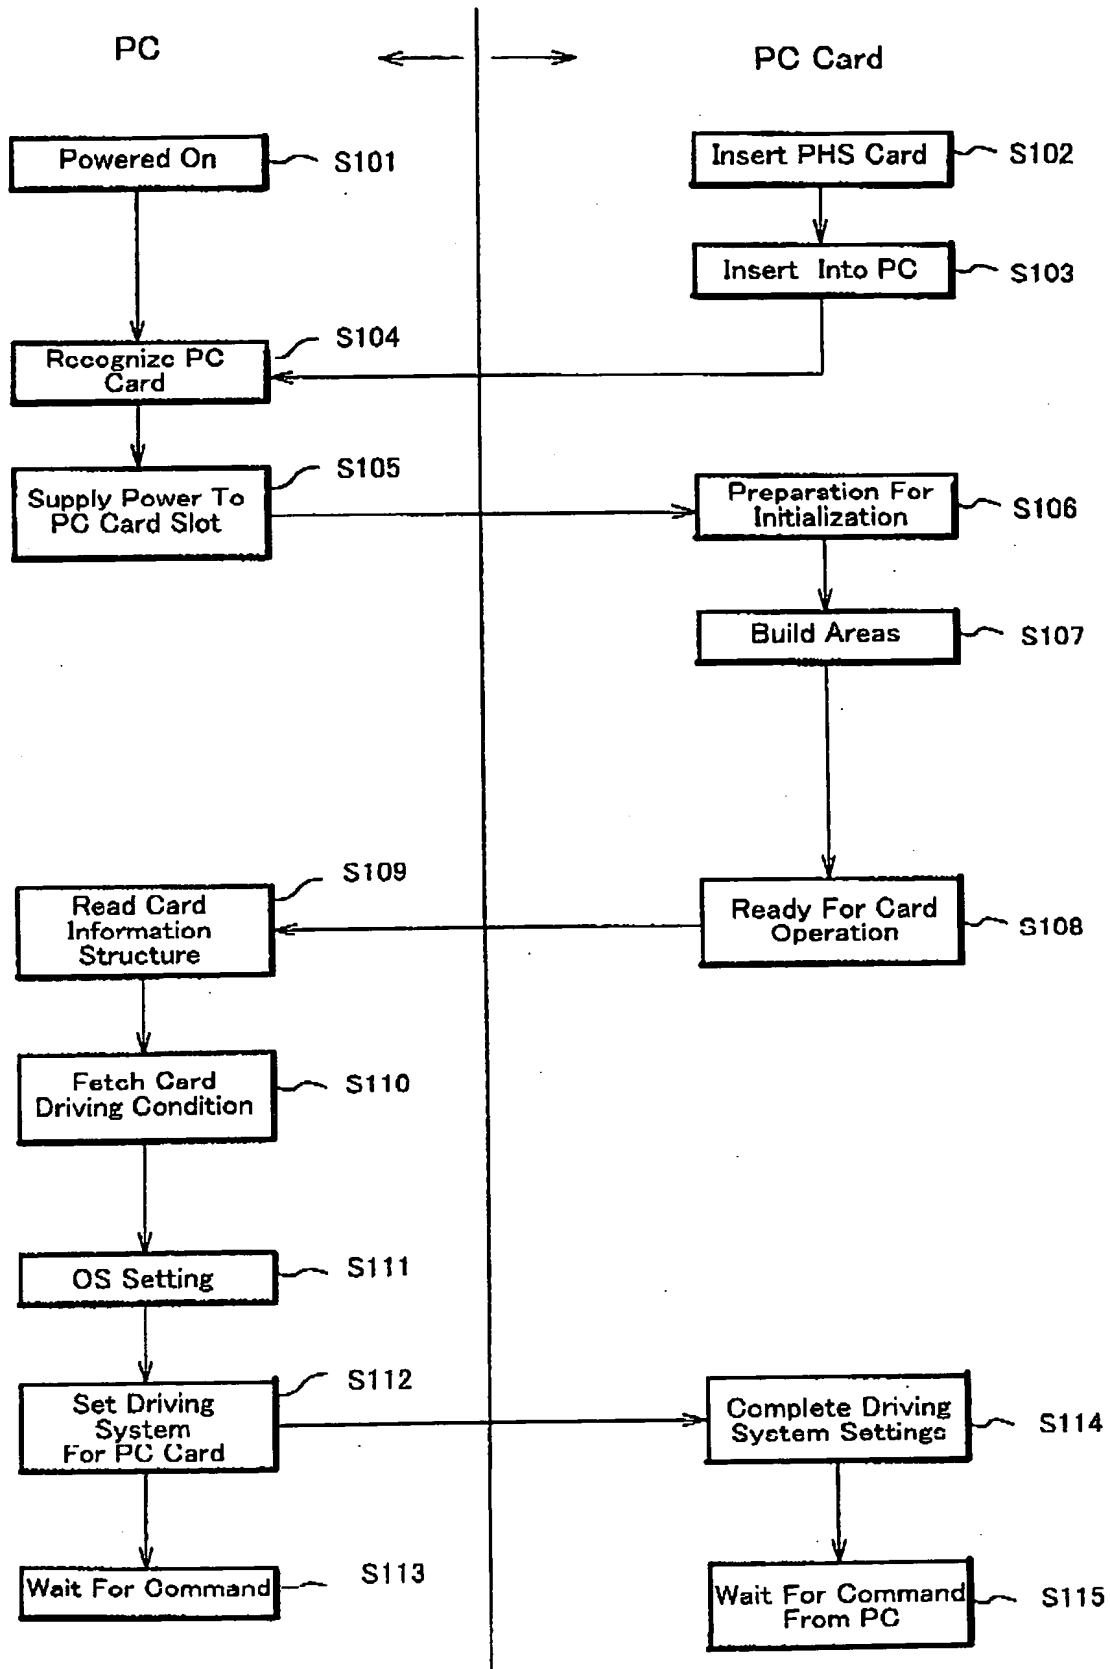 PC
PC Card
Powered On
S101
Insert PHS Card
S102
Insert Into PC
S103
S104
Recognize PC
Card
S105
Supply Power To
PC Card Slot
Preparation For
Initialization
S106
Build Areas
S107
S109
Read Card
Information
Structure
Ready For Card
Operation
S108
Fetch Card
Driving Condition
S110
OS Setting
S111
S112
Set Driving
System
For PC Card
Complete Driving
System Settings
S114
Wait For Command
S113
Wait For Command
From PC
S115